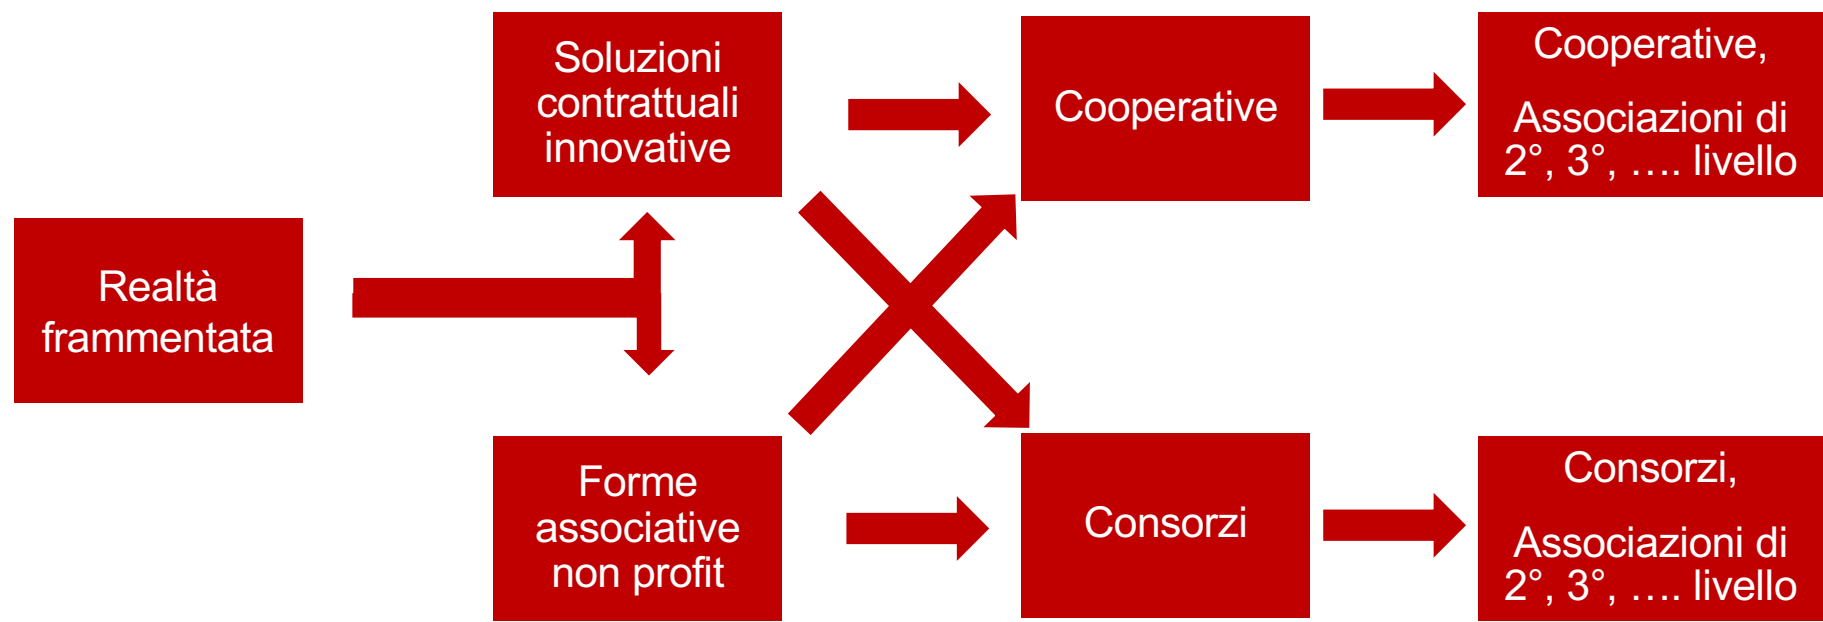 Realtà
frammentata
Soluzioni
contrattuali
innovative
Forme
associative
non profit
Cooperative
Consorzi
Cooperative,
Associazioni di
2°, 3°, …. livello
Consorzi,
Associazioni di
2°, 3°, …. livello